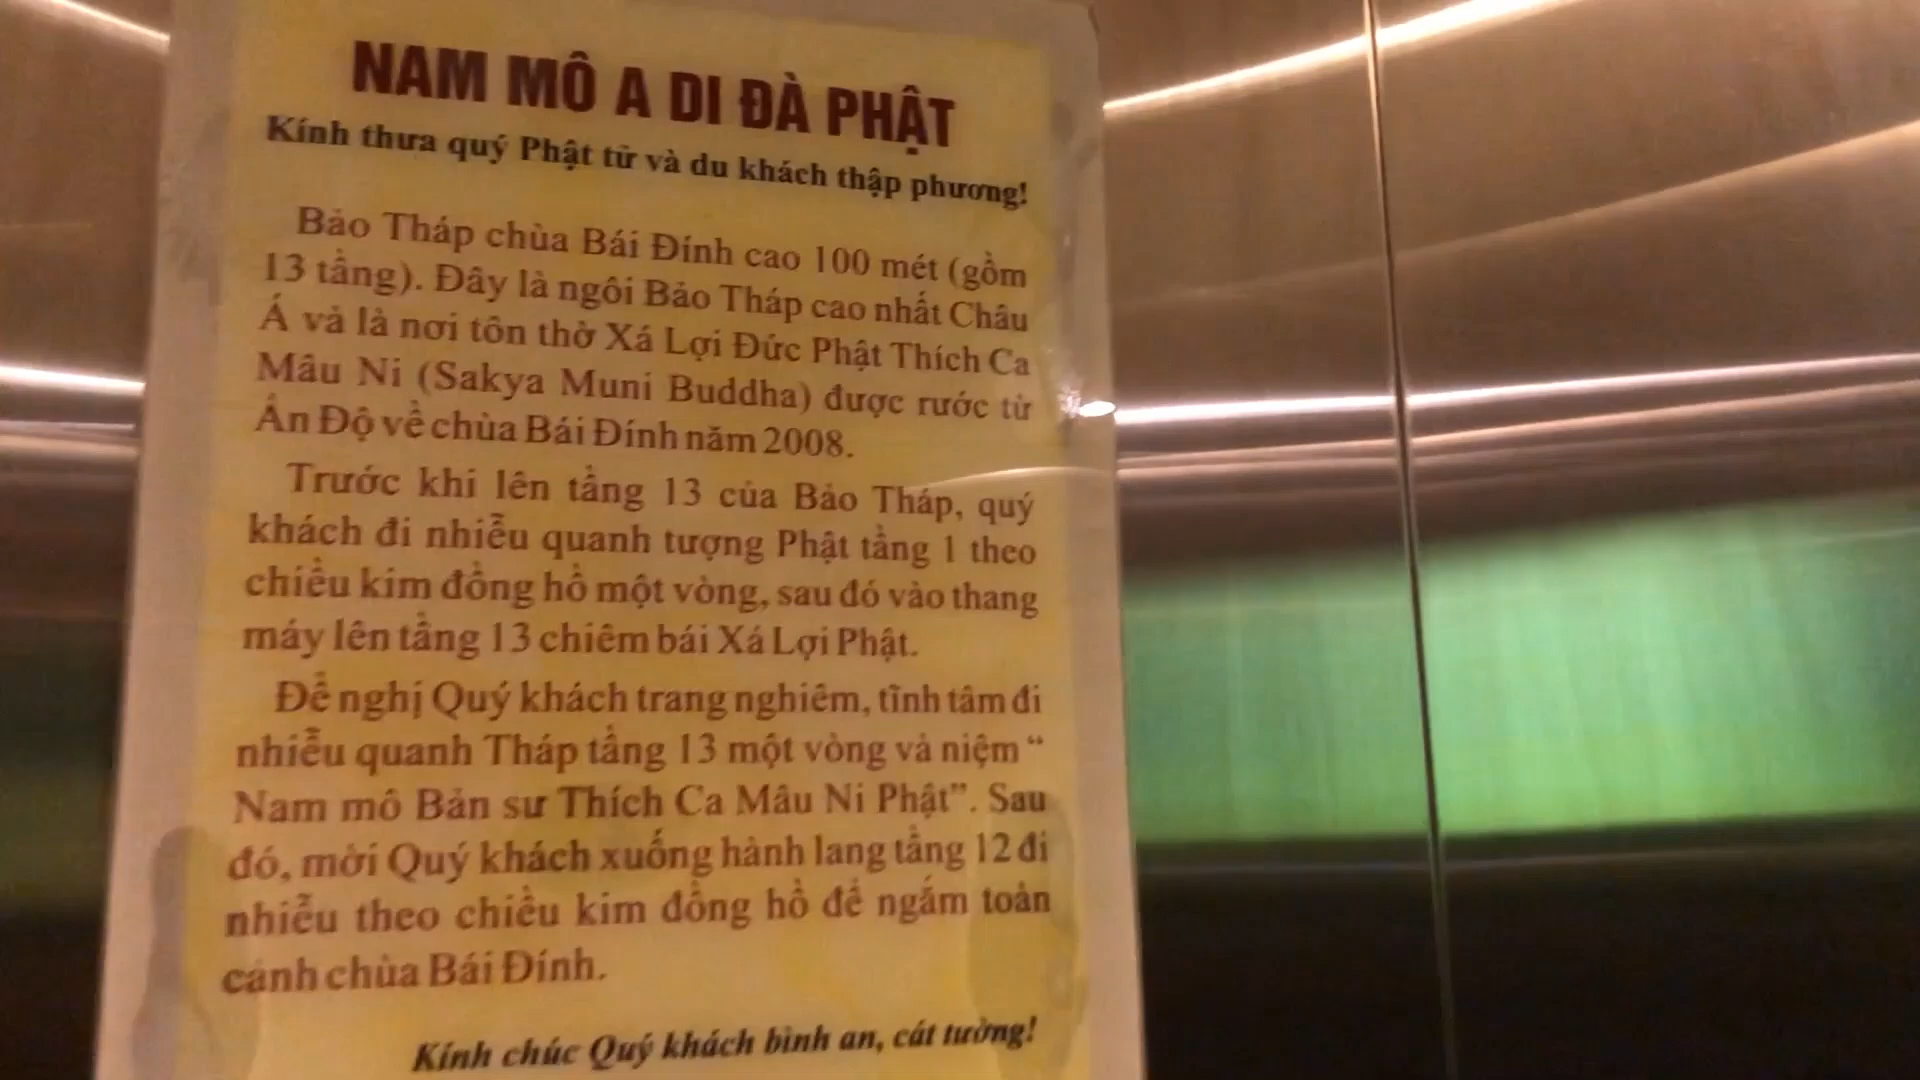 NAM MÔ A DI ĐÀ PHẬT
Kính thưa quý Phật tử và du khách thập phương!
Bảo Tháp chùa Bái Đính cao 100 mét (gồm
13 tầng). Đây là ngôi Bảo Tháp cao nhất Châu
Á và là nơi tôn thờ Xá Lợi Đức Phật Thích Ca
Mâu Ni (Sakya Muni Buddha) được rước từ
Ấn Độ về chùa Bái Đính năm 2008.
Trước khi lên tầng 13 của Bảo Tháp, quý
khách đi nhiễu quanh tượng Phật tầng 1 theo
chiều kim đồng hồ một vòng, sau đó vào thang
máy lên tầng 13 chiêm bái Xá Lợi Phật.
Đề nghị Quý khách trang nghiêm, tĩnh tâm đi
nhiễu quanh Tháp tầng 13 một vòng và niệm “
Nam mô Bản sư Thích Ca Mâu Ni Phật”. Sau
đó, mời Quý khách xuống hành lang tầng 12 đi
nhiễu theo chiều kim đồng hồ để ngắm toàn
cảnh chùa Bái Đính.
Kính chúc Quý khách bình an, cát tường!